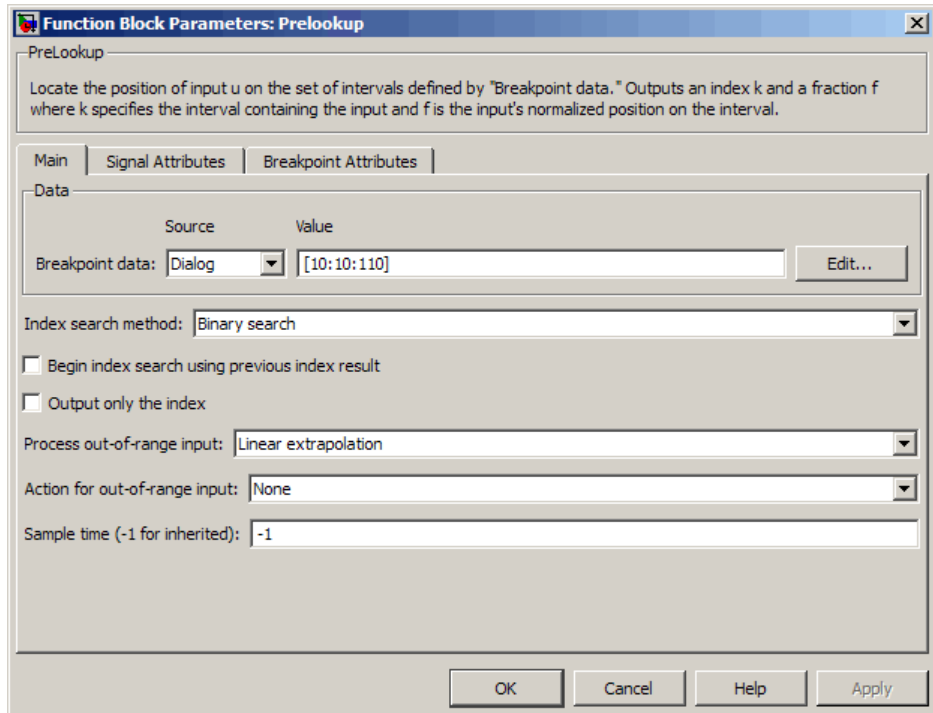 Function Block Parameters: Prelookup
PreLookup
Locate the position of input u on the set of intervals defined by "Breakpoint data." Outputs an index k and a fraction f
where k specifies the interval containing the input and f is the input's normalized position on the interval.
Main Signal Attributes Breakpoint Attributes
Data
Source Value
Breakpoint data: Dialog [10:10:110] Edit...
Index search method: Binary search
Begin index search using previous index result
Output only the index
Process out-of-range input: Linear extrapolation
Action for out-of-range input: None
Sample time (-1 for inherited): -1
OK Cancel Help Apply